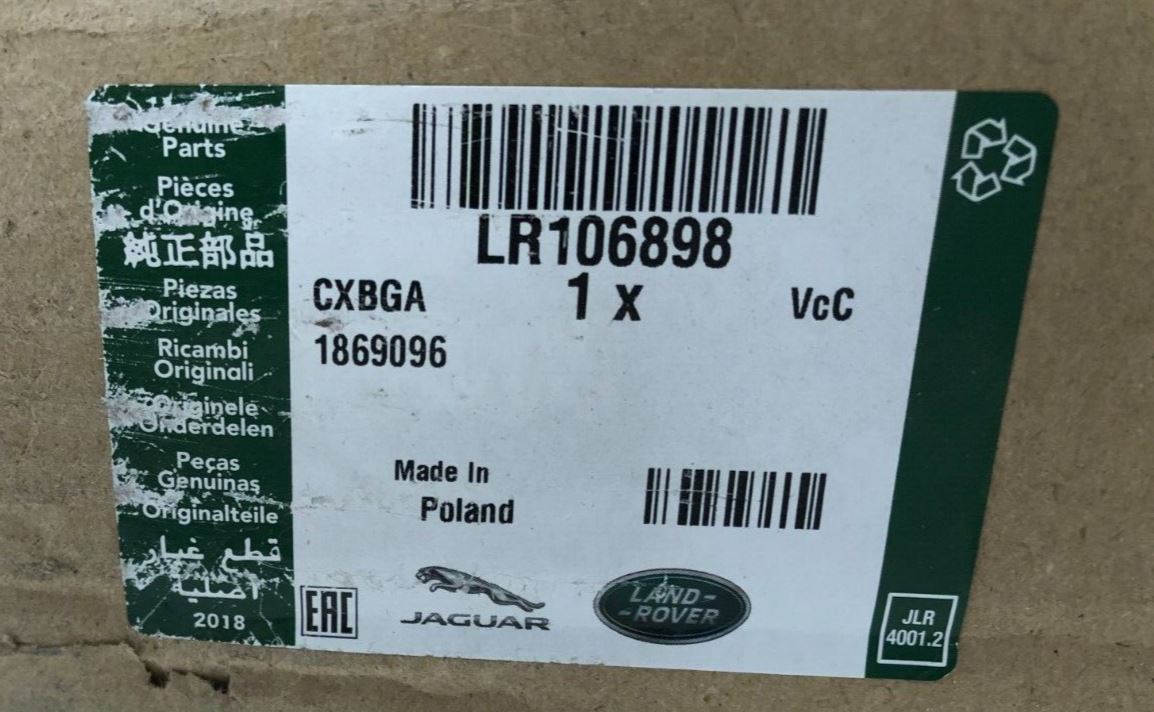 Genuine
Parts
Pièces
d'Origine
純正部品
Piezas
Originales
Ricambi
Originali
Originele
Onderdelen
Peças
Genuinas
Originalteile
قطع غيار
أصلية
2018
LR106898
CXBGA 1 x VcC
1869096
Made In
Poland
EAC
JAGUAR
LAND-
-ROVER
JLR
4001.2